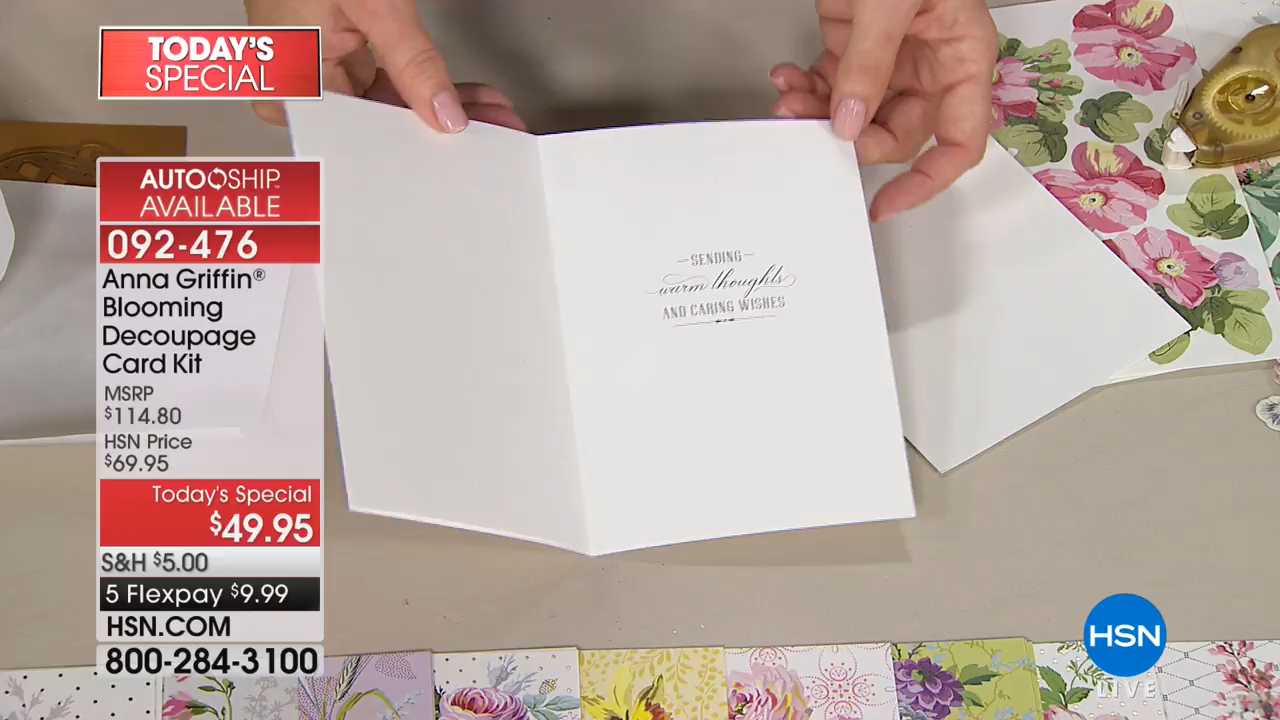 TODAY'S
SPECIAL
AUTOSHIP™
AVAILABLE
092-476
Anna Griffin®
Blooming
Decoupage
Card Kit
MSRP
$114.80
HSN Price
$69.95
Today's Special
$49.95
S&H $5.00
5 Flexpay $9.99
HSN.COM
800-284-3100
–SENDING–
warm thoughts
AND CARING WISHES
HSN
LIVE